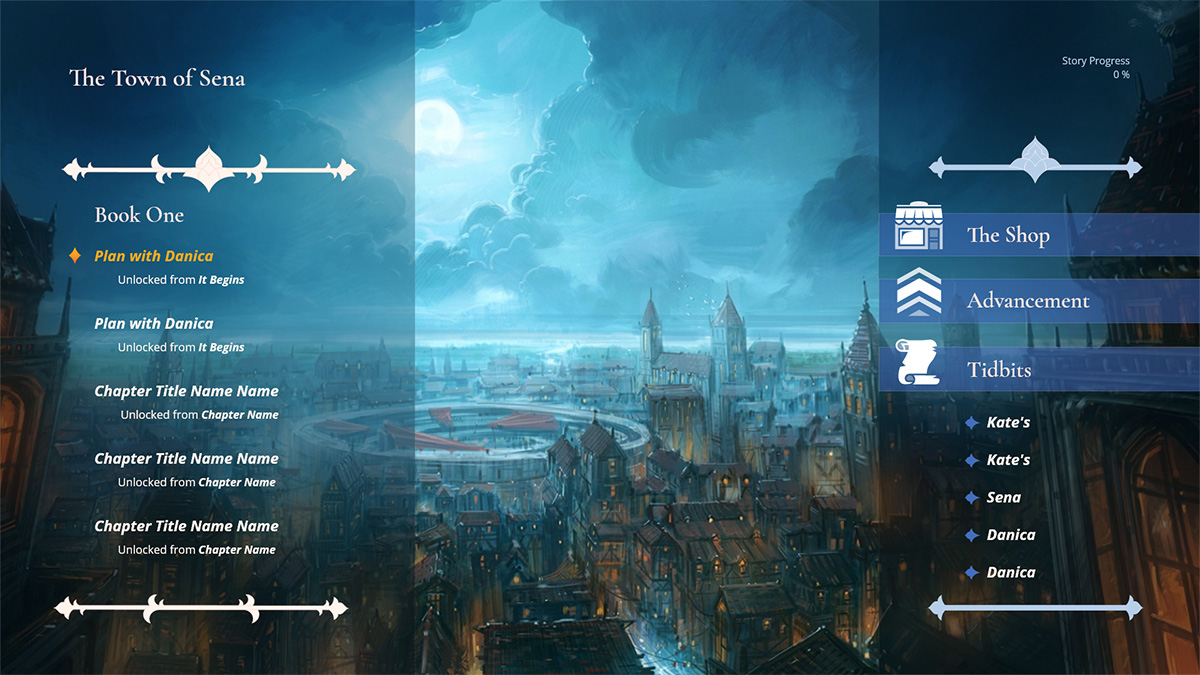 The Town of Sena
Story Progress
0 %
Book One
Plan with Danica
Unlocked from It Begins
Plan with Danica
Unlocked from It Begins
Chapter Title Name Name
Unlocked from Chapter Name
Chapter Title Name Name
Unlocked from Chapter Name
Chapter Title Name Name
Unlocked from Chapter Name
The Shop
Advancement
Tidbits
Kate's
Kate's
Sena
Danica
Danica